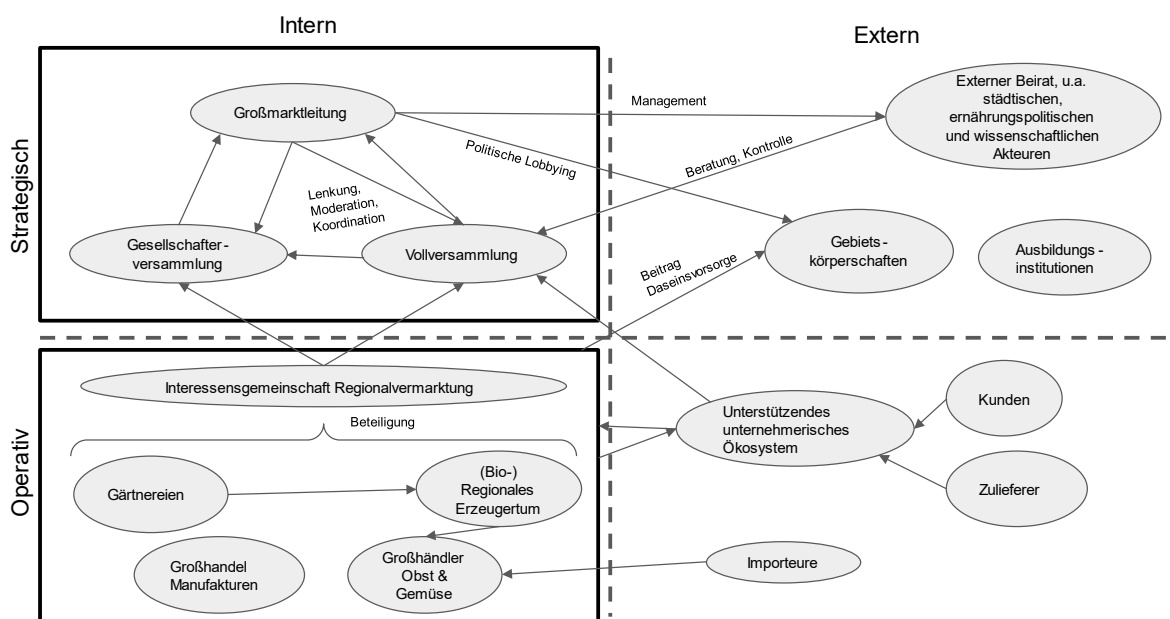 Intern
Extern
Strategisch
Großmarktleitung
Management
Externer Beirat, u.a.
städtischen,
ernährungspolitischen
und wissenschaftlichen
Akteuren
Politische Lobbying
Beratung, Kontrolle
Lenkung,
Moderation,
Koordination
Gesellschafter-
versammlung
Vollversammlung
Gebiets-
körperschaften
Ausbildungs-
institutionen
Beitrag
Daseinsvorsorge
Operativ
Interessensgemeinschaft Regionalvermarktung
Beteiligung
Unterstützendes
unternehmerisches
Ökosystem
Kunden
Zulieferer
Gärtnereien
(Bio-)
Regionales
Erzeugertum
Großhandel
Manufakturen
Großhändler
Obst &
Gemüse
Importeure